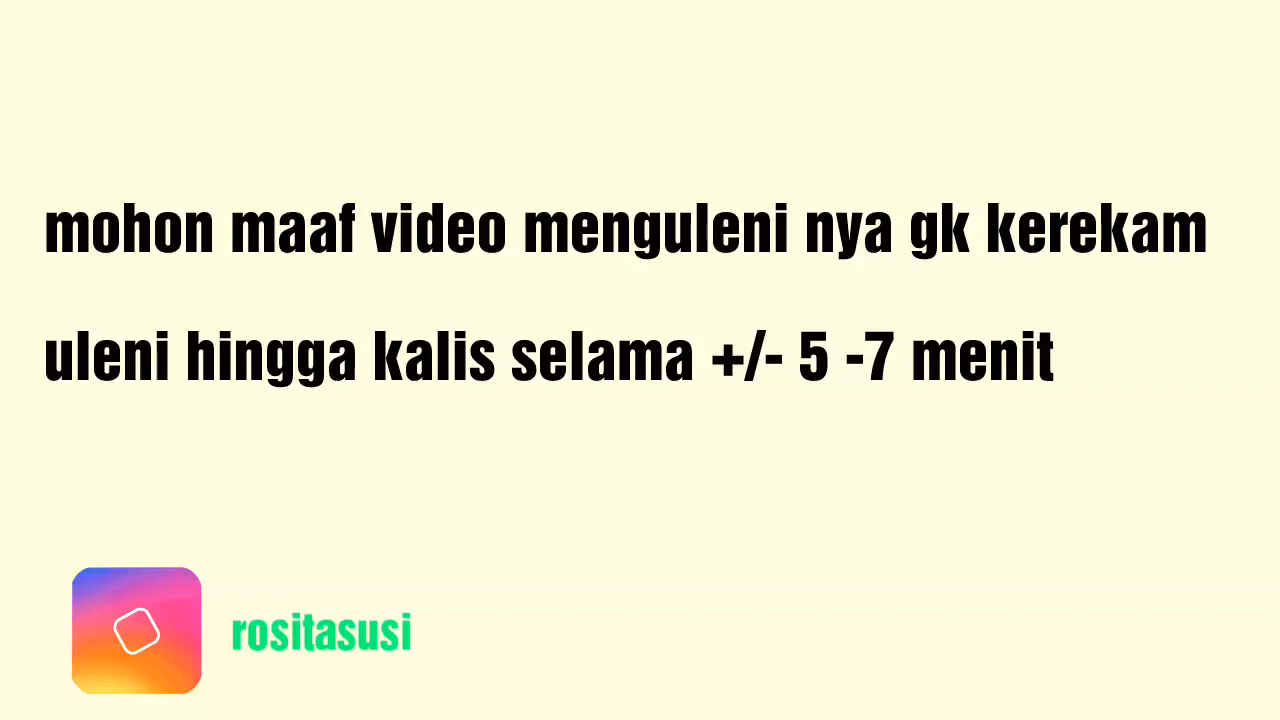 mohon maaf video menguleni nya gk kerekam
uleni hingga kalis selama +/- 5 -7 menit
rositasusi